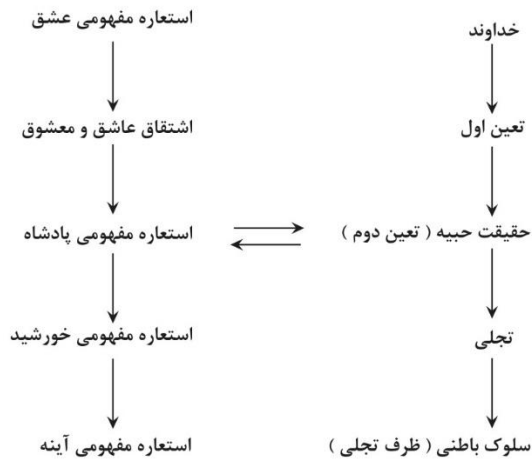 خداوند
تعین اول
حقیقت حبیه ( تعین دوم )
تجلی
سلوک باطنی ( ظرف تجلی )
استعاره مفهومی عشق
اشتقاق عاشق و معشوق
استعاره مفهومی پادشاه
استعاره مفهومی خورشید
استعاره مفهومی آینه